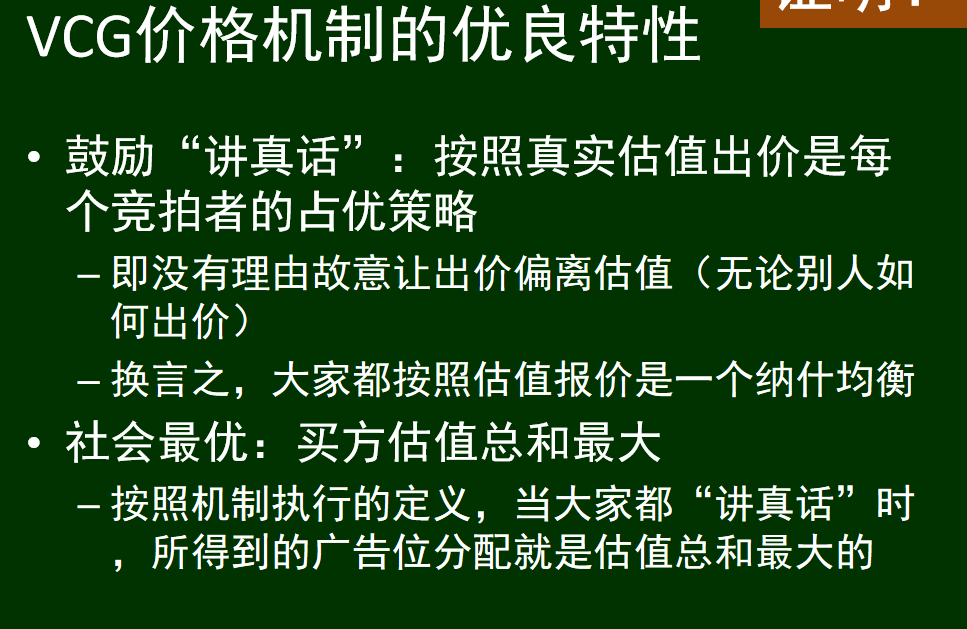 VCG价格机制的优良特性
• 鼓励“讲真话”：按照真实估值出价是每
个竞拍者的占优策略
– 即没有理由故意让出价偏离估值（无论别人如
何出价）
– 换言之，大家都按照估值报价是一个纳什均衡
• 社会最优：买方估值总和最大
– 按照机制执行的定义，当大家都“讲真话”时
，所得到的广告位分配就是估值总和最大的